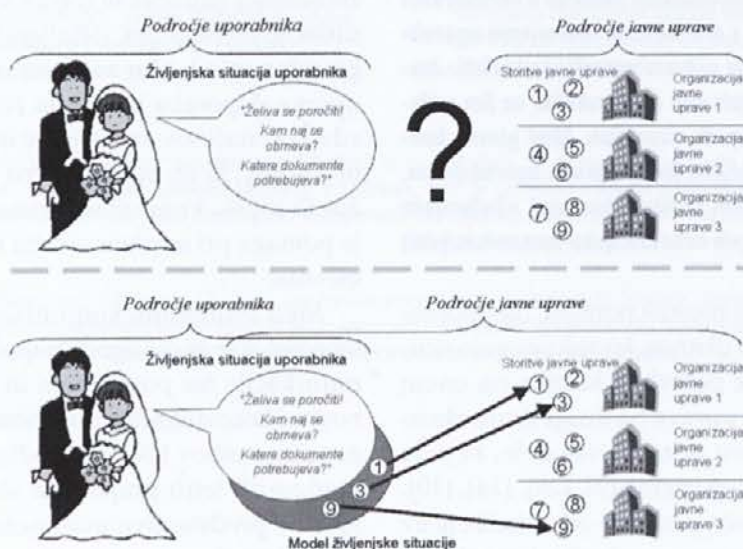 Področje uporabnika
Življenjska situacija uporabnika
"Želiva se poročiti!
Kam naj se
obrneva?
Katere dokumente
potrebujeva?"
?
Področje javne uprave
Storitve javne uprave
1 2
3
Organizacija
javne
uprave 1
4 5
6
Organizacija
javne
uprave 2
7 8
9
Organizacija
javne
uprave 3
Področje uporabnika
Življenjska situacija uporabnika
"Želiva se poročiti!
Kam naj se
obrneva?
Katere dokumente
potrebujeva?"
1
3
9
Model življenjske situacije
Področje javne uprave
Storitve javne uprave
1 2
3
Organizacija
javne
uprave 1
4 5
6
Organizacija
javne
uprave 2
7 8
9
Organizacija
javne
uprave 3